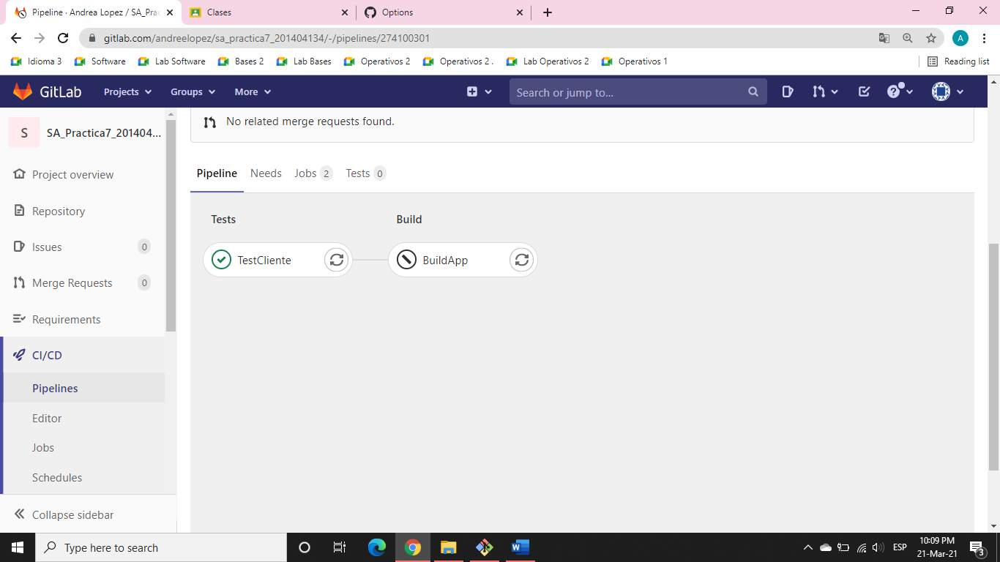 Pipeline · Andrea Lopez / SA_Prac
Clases
Options
gitlab.com/andreelopez/sa_practica7_201404134/-/pipelines/274100301
A
Idioma 3
Software
Lab Software
Bases 2
Lab Bases
Operativos 2
Operativos 2 .
Lab Operativos 2
Operativos 1
Reading list
GitLab
Projects
Groups
More
Search or jump to...
S
SA_Practica7_201404...
Project overview
Repository
Issues 0
Merge Requests 0
Requirements
CI/CD
Pipelines
Editor
Jobs
Schedules
Collapse sidebar
No related merge requests found.
Pipeline Needs Jobs 2 Tests 0
Tests
Build
TestCliente
BuildApp
Type here to search
ESP
10:09 PM
21-Mar-21
3